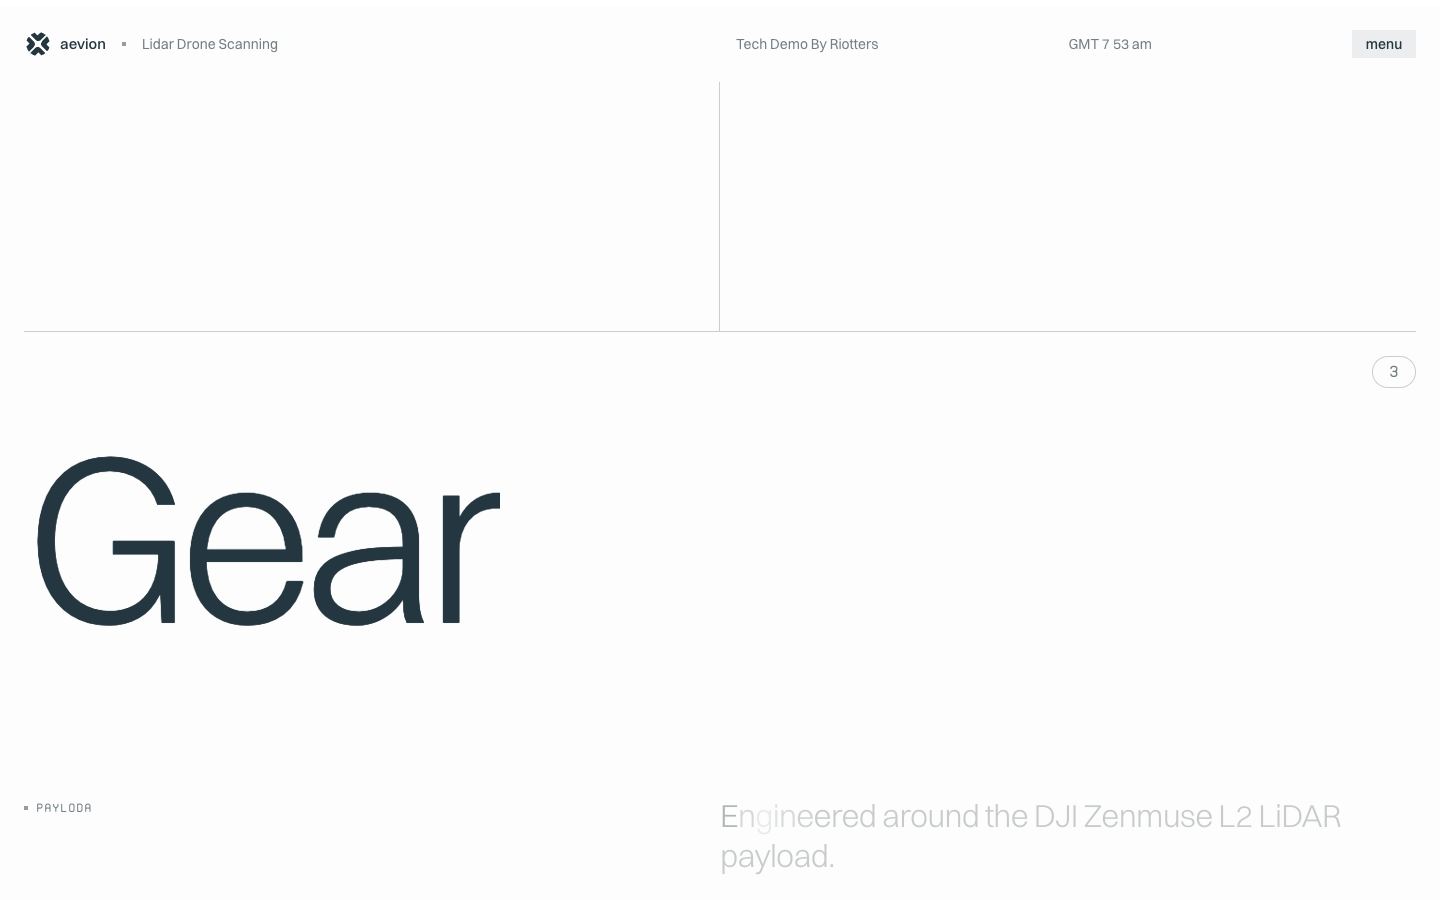 aevion
Lidar Drone Scanning
Tech Demo By Riotters
GMT 7 53 am
menu
3
Gear
PAYLODA
Engineered around the DJI Zenmuse L2 LiDAR
payload.